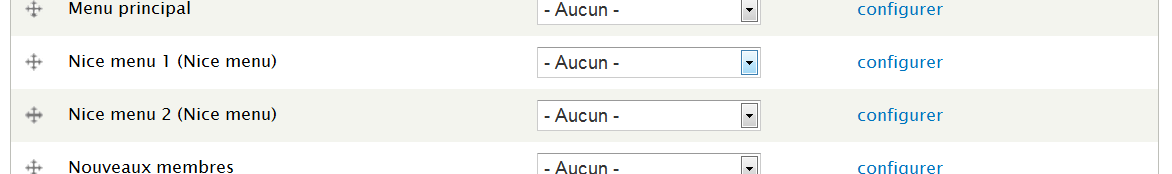 Menu principal - Aucun - configurer
Nice menu 1 (Nice menu) - Aucun - configurer
Nice menu 2 (Nice menu) - Aucun - configurer
Nouveaux membres - Aucun - configurer